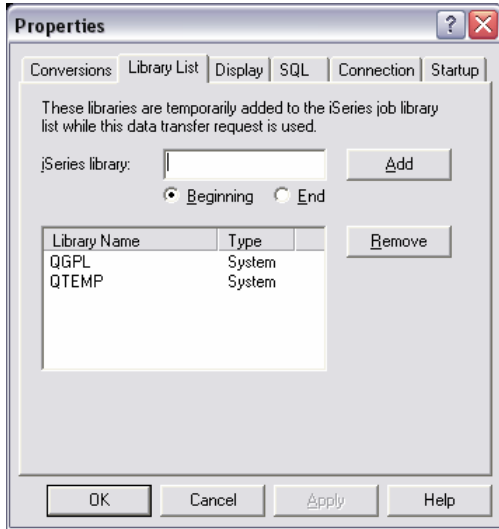 Properties
Conversions Library List Display SQL Connection Startup
These libraries are temporarily added to the iSeries job library
list while this data transfer request is used.
iSeries library:
Add
Beginning End
Library Name Type
Remove
QGPL System
QTEMP System
OK Cancel Apply Help